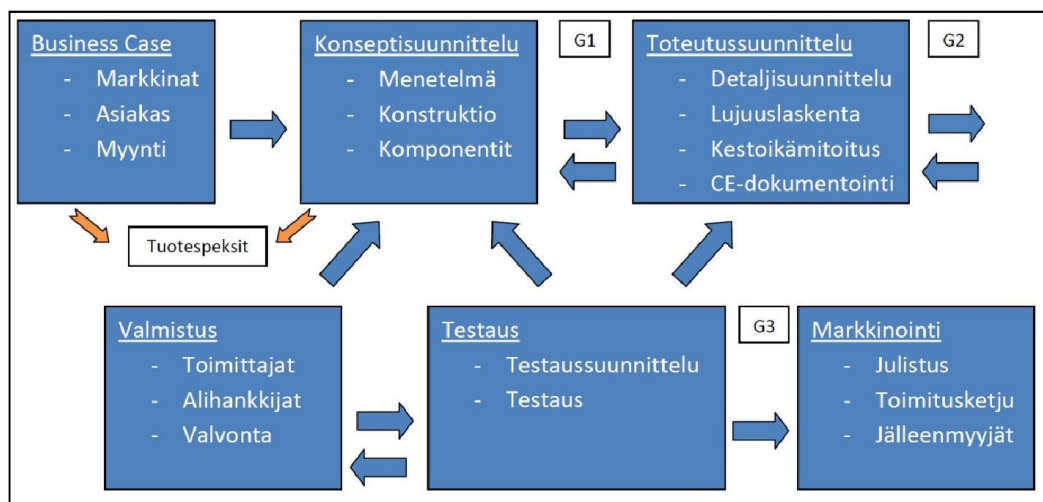 Business Case
- Markkinat
- Asiakas
- Myynti
Konseptisuunnittelu
- Menetelmä
- Konstruktio
- Komponentit
G1
Toteutussuunnittelu
- Detaljisuunnittelu
- Lujuuslaskenta
- Kestoikämitoitus
- CE-dokumentointi
G2
Tuotespeksit
Valmistus
- Toimittajat
- Alihankkijat
- Valvonta
Testaus
- Testaussuunnittelu
- Testaus
G3
Markkinointi
- Julistus
- Toimitusketju
- Jälleenmyyjät